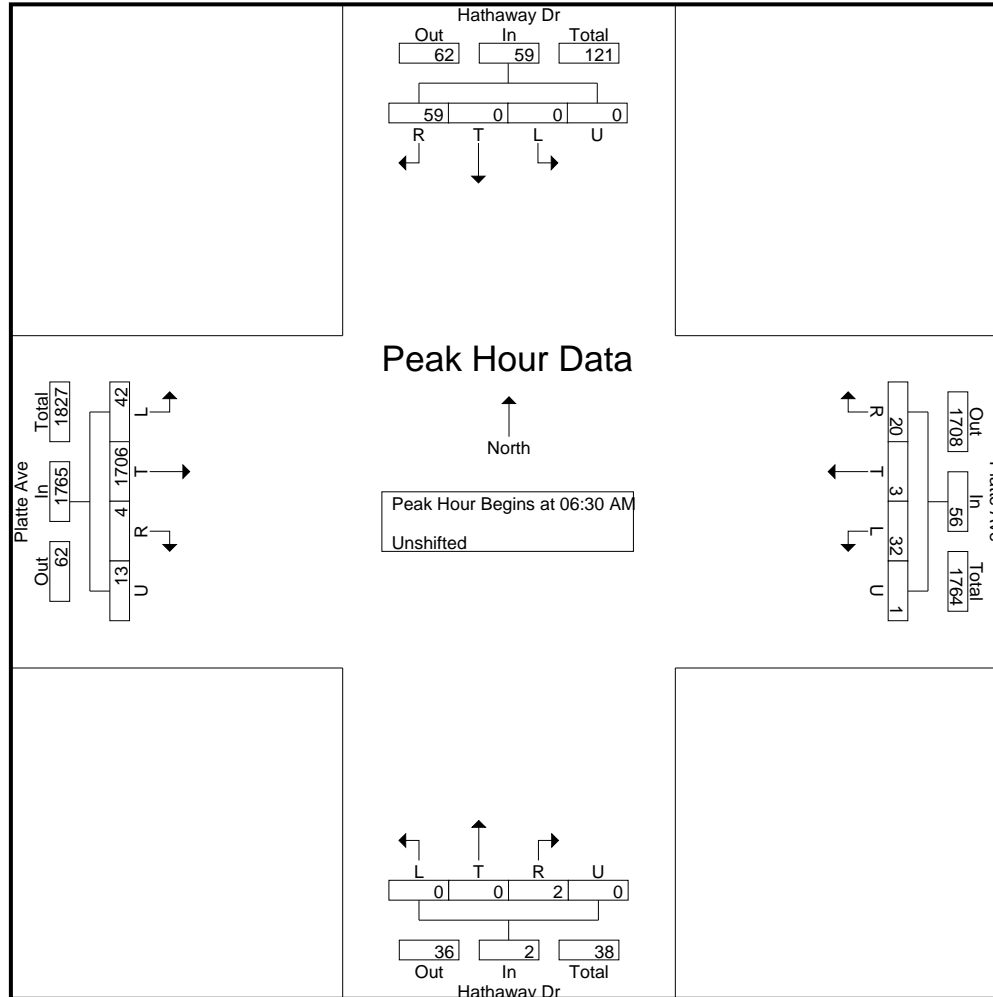 Hathaway Dr
Out In Total
62 59 121
59 0 0 0
R T L U
Peak Hour Data
North
Peak Hour Begins at 06:30 AM
Unshifted
Platte Ave
Out In Total
62 1765 1827
42 1706 4 13
L T R U
Out In Total
1708 56 1764
20 3 32 1
R T L U
Platte Ave
L T R U
0 0 2 0
36 2 38
Out In Total
Hathaway Dr